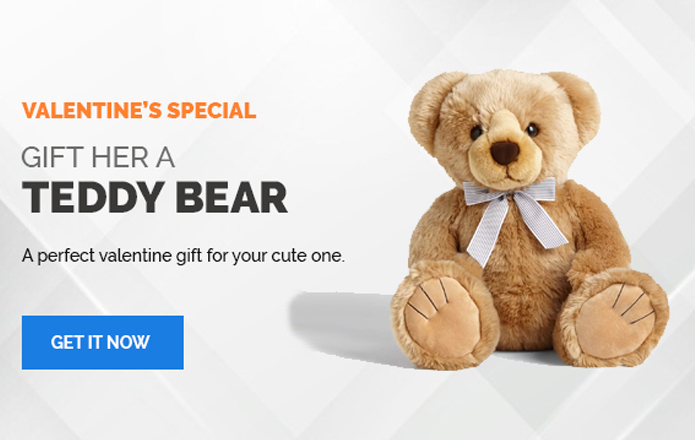 VALENTINE'S SPECIAL
GIFT HER A
TEDDY BEAR
A perfect valentine gift for your cute one.
GET IT NOW